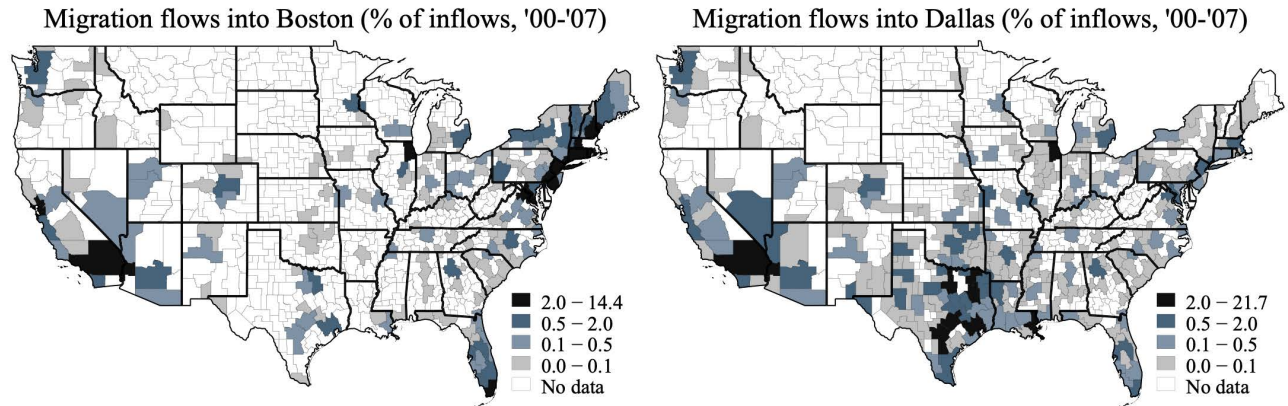 Migration flows into Boston (% of inflows, '00-'07)
2.0 – 14.4
0.5 – 2.0
0.1 – 0.5
0.0 – 0.1
No data
Migration flows into Dallas (% of inflows, '00-'07)
2.0 – 21.7
0.5 – 2.0
0.1 – 0.5
0.0 – 0.1
No data